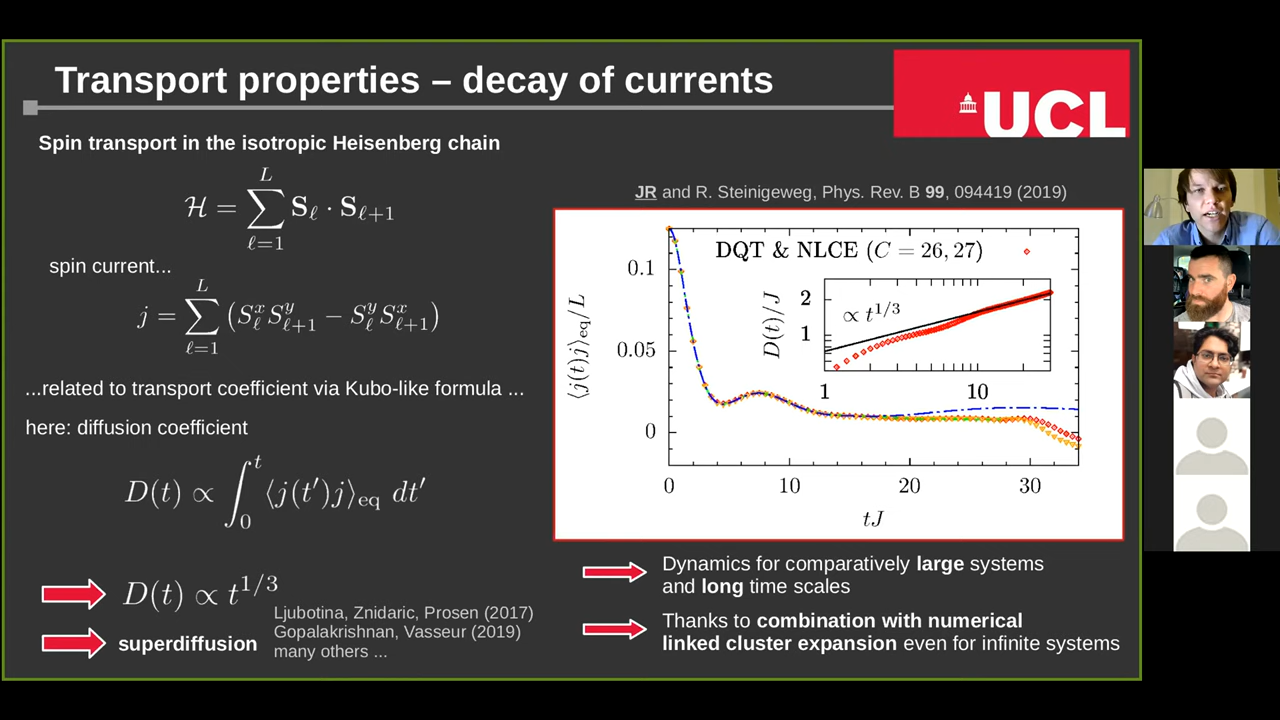 Transport properties – decay of currents
UCL
Spin transport in the isotropic Heisenberg chain
ℋ = ∑_{ℓ=1}^{L} S_ℓ · S_{ℓ+1}
spin current...
j = ∑_{ℓ=1}^{L} (S_ℓ^x S_{ℓ+1}^y − S_ℓ^y S_{ℓ+1}^x)
...related to transport coefficient via Kubo-like formula ...
here: diffusion coefficient
D(t) ∝ ∫_0^t ⟨j(t′)j⟩_eq dt′
D(t) ∝ t^{1/3}
superdiffusion
Ljubotina, Znidaric, Prosen (2017)
Gopalakrishnan, Vasseur (2019)
many others ...
JR and R. Steinigeweg, Phys. Rev. B 99, 094419 (2019)
DQT & NLCE (C = 26, 27)
⟨j(t)j⟩_eq/L
0.1
0.05
0
D(t)/J
2
1
∝ t^{1/3}
1 10
0 10 20 30
tJ
Dynamics for comparatively large systems
and long time scales
Thanks to combination with numerical
linked cluster expansion even for infinite systems